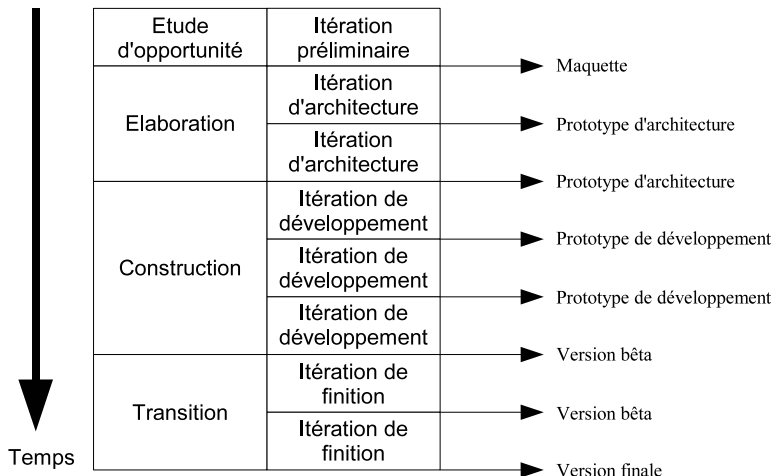 Etude
d'opportunité
Itération
préliminaire
Maquette
Elaboration
Itération
d'architecture
Prototype d'architecture
Itération
d'architecture
Prototype d'architecture
Construction
Itération de
développement
Prototype de développement
Itération de
développement
Prototype de développement
Itération de
développement
Version bêta
Transition
Itération de
finition
Version bêta
Itération de
finition
Version finale
Temps